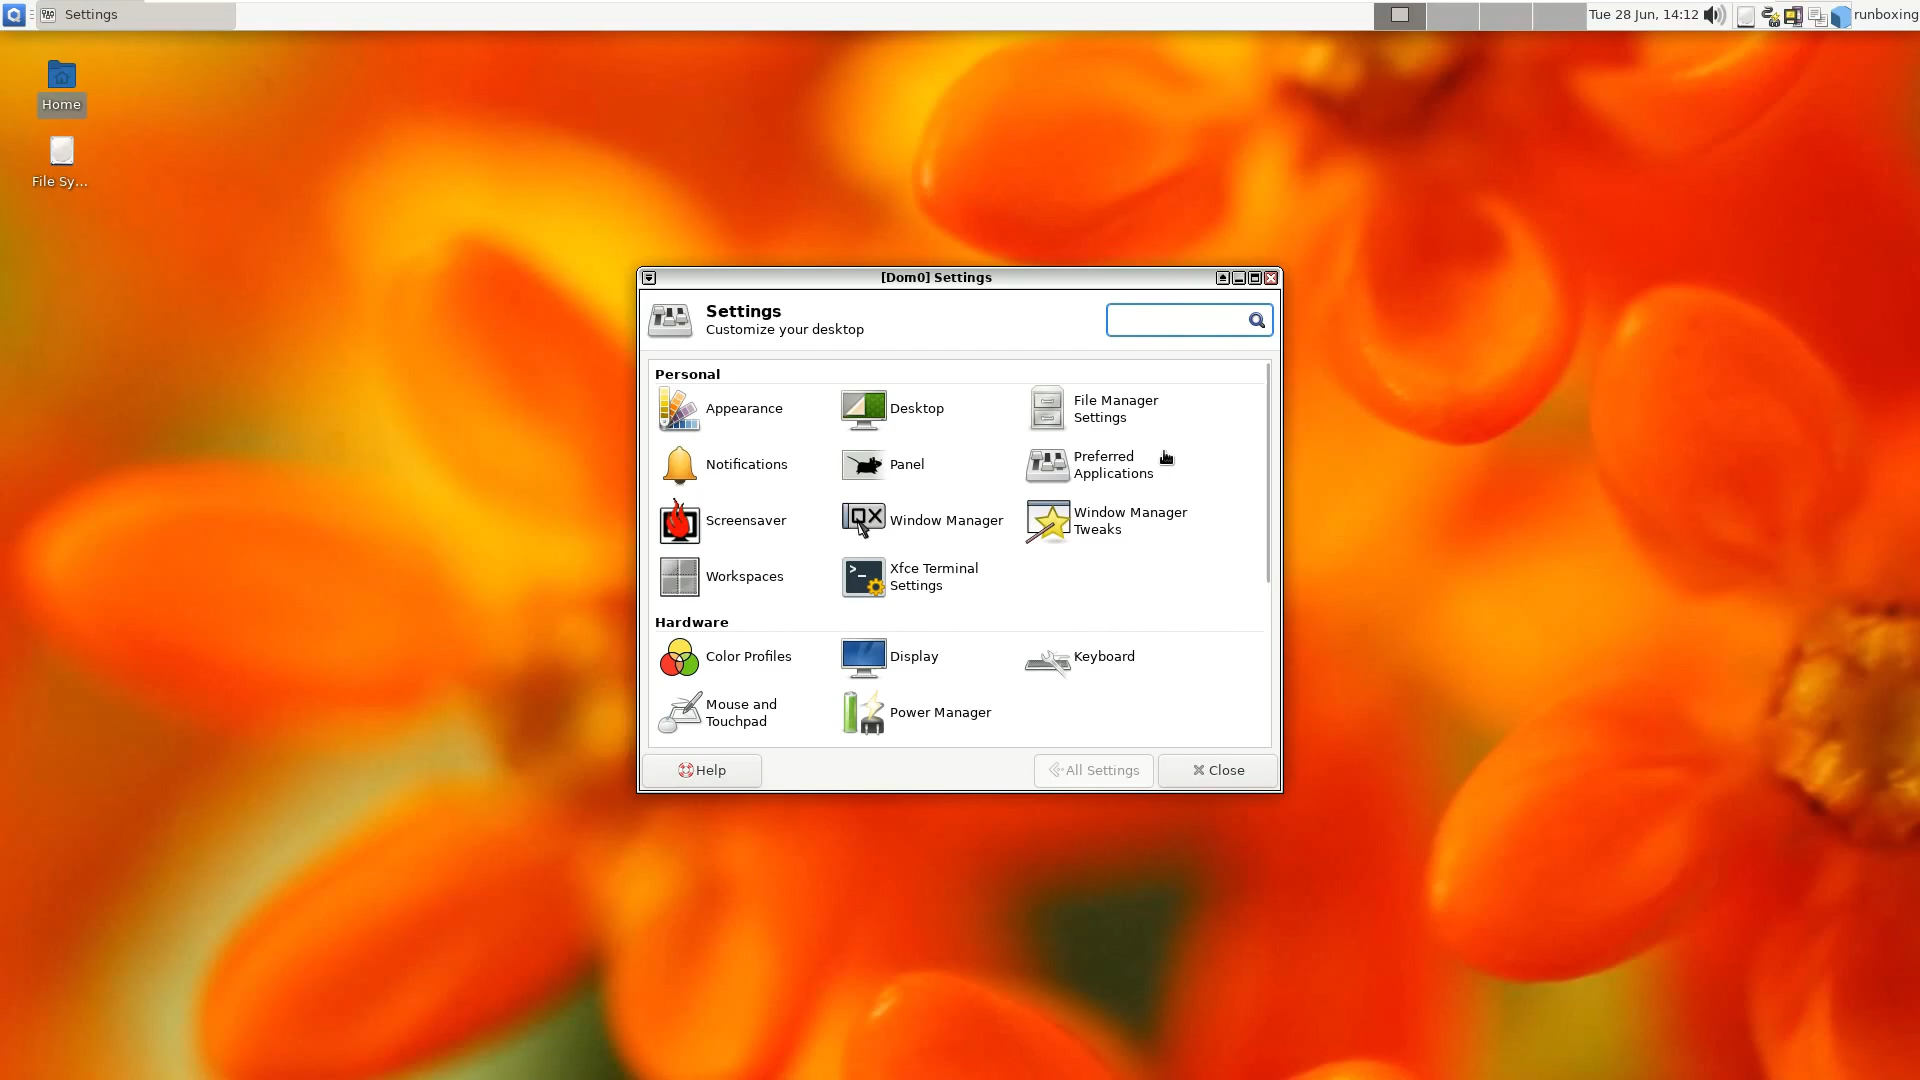 Settings
Tue 28 Jun, 14:12
runboxing
Home
File Sy...
[Dom0] Settings
Settings
Customize your desktop
Personal
Appearance
Desktop
File Manager
Settings
Notifications
Panel
Preferred
Applications
Screensaver
Window Manager
Window Manager
Tweaks
Workspaces
Xfce Terminal
Settings
Hardware
Color Profiles
Display
Keyboard
Mouse and
Touchpad
Power Manager
Help
All Settings
Close